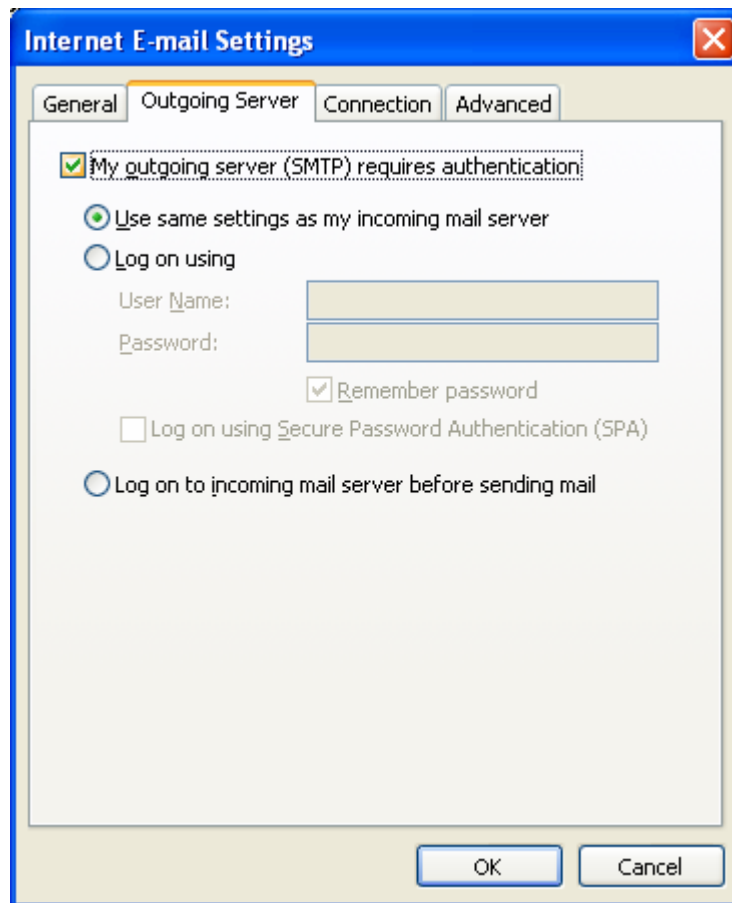 Internet E-mail Settings
General Outgoing Server Connection Advanced
My outgoing server (SMTP) requires authentication
Use same settings as my incoming mail server
Log on using
User Name:
Password:
Remember password
Log on using Secure Password Authentication (SPA)
Log on to incoming mail server before sending mail
OK Cancel